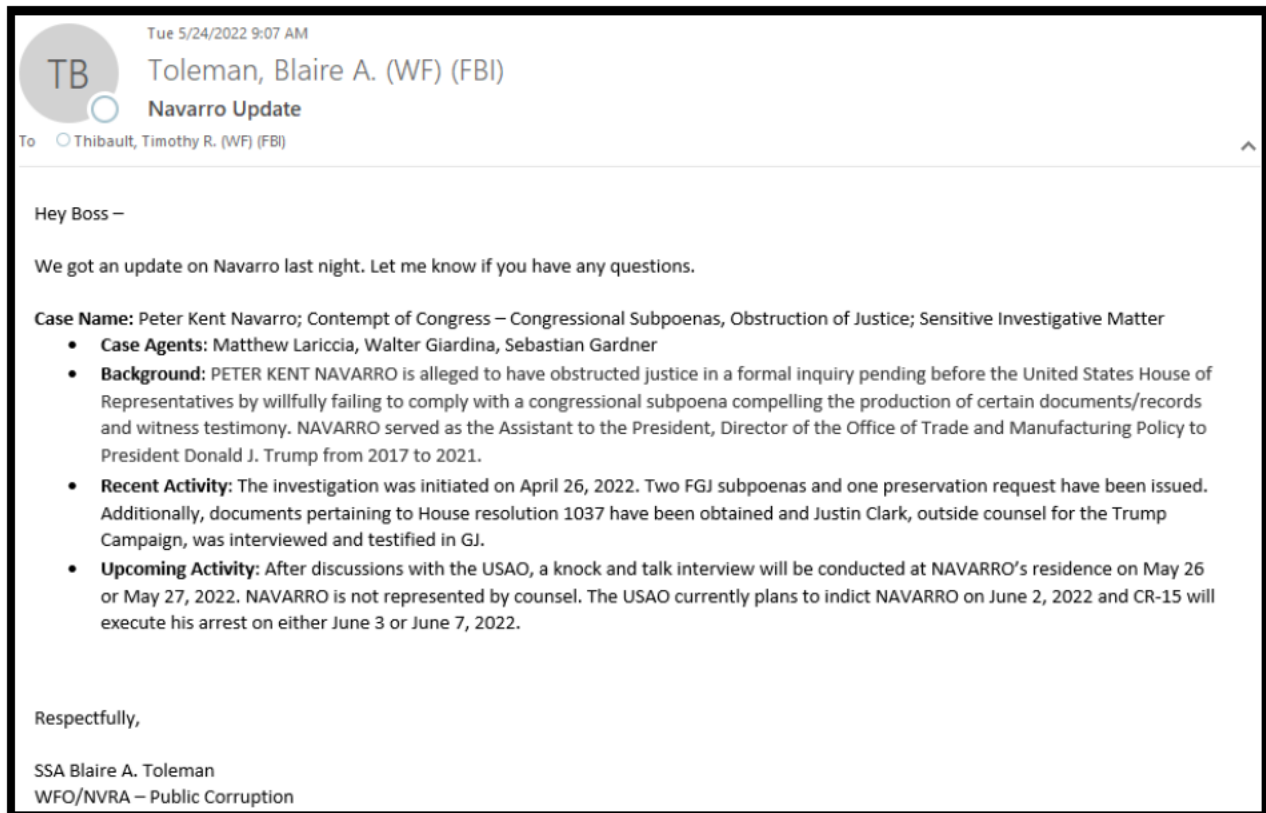 Tue 5/24/2022 9:07 AM
TB
Toleman, Blaire A. (WF) (FBI)
Navarro Update
To Thibault, Timothy R. (WF) (FBI)
Hey Boss –
We got an update on Navarro last night. Let me know if you have any questions.
Case Name: Peter Kent Navarro; Contempt of Congress – Congressional Subpoenas, Obstruction of Justice; Sensitive Investigative Matter
• Case Agents: Matthew Lariccia, Walter Giardina, Sebastian Gardner
• Background: PETER KENT NAVARRO is alleged to have obstructed justice in a formal inquiry pending before the United States House of
Representatives by willfully failing to comply with a congressional subpoena compelling the production of certain documents/records
and witness testimony. NAVARRO served as the Assistant to the President, Director of the Office of Trade and Manufacturing Policy to
President Donald J. Trump from 2017 to 2021.
• Recent Activity: The investigation was initiated on April 26, 2022. Two FGJ subpoenas and one preservation request have been issued.
Additionally, documents pertaining to House resolution 1037 have been obtained and Justin Clark, outside counsel for the Trump
Campaign, was interviewed and testified in GJ.
• Upcoming Activity: After discussions with the USAO, a knock and talk interview will be conducted at NAVARRO's residence on May 26
or May 27, 2022. NAVARRO is not represented by counsel. The USAO currently plans to indict NAVARRO on June 2, 2022 and CR-15 will
execute his arrest on either June 3 or June 7, 2022.
Respectfully,
SSA Blaire A. Toleman
WFO/NVRA – Public Corruption